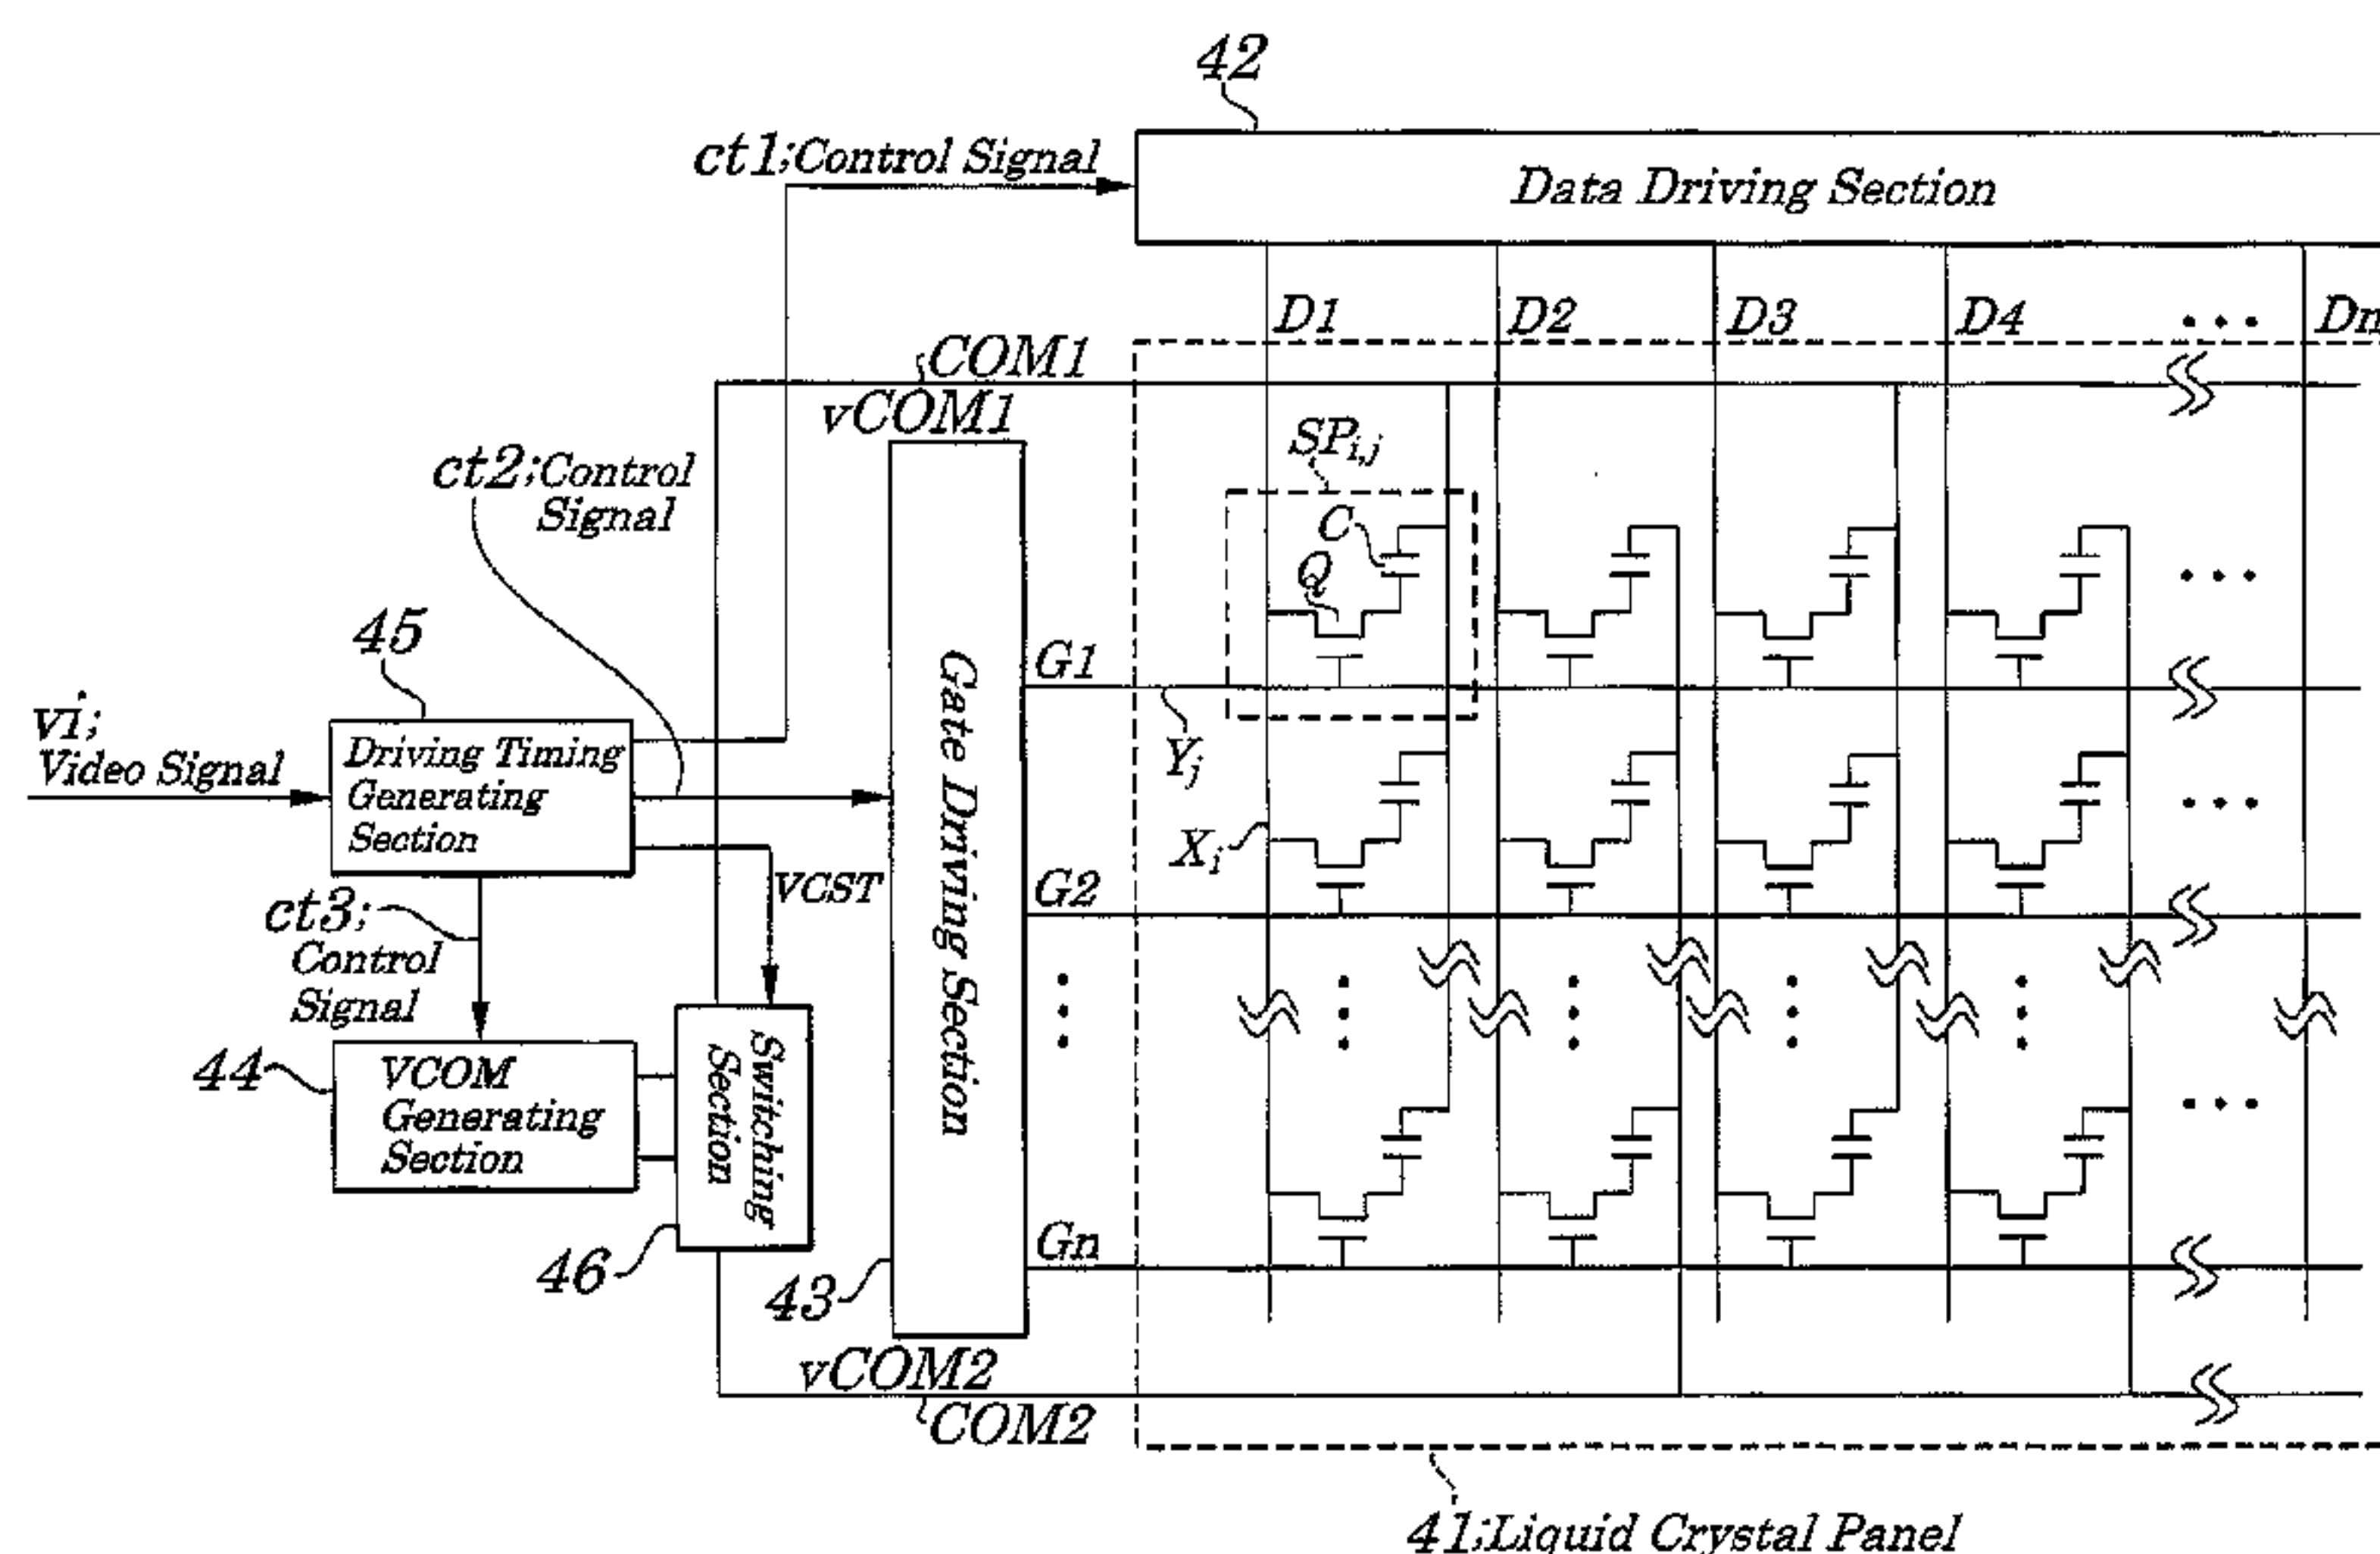 42
ct1;Control Signal
Data Driving Section
D1 D2 D3 D4 ••• Dn
COM1
vCOM1
SPi,j
ct2;Control
Signal
C
Q
•••
45
G1
vi;
Video Signal
Driving Timing
Generating
Section
Yj
•••
Xi
VCST
G2
Gate Driving Section
ct3;
Control
Signal
44
VCOM
Generating
Section
Switching
Section
•••
46
43
Gn
vCOM2
COM2
41;Liquid Crystal Panel